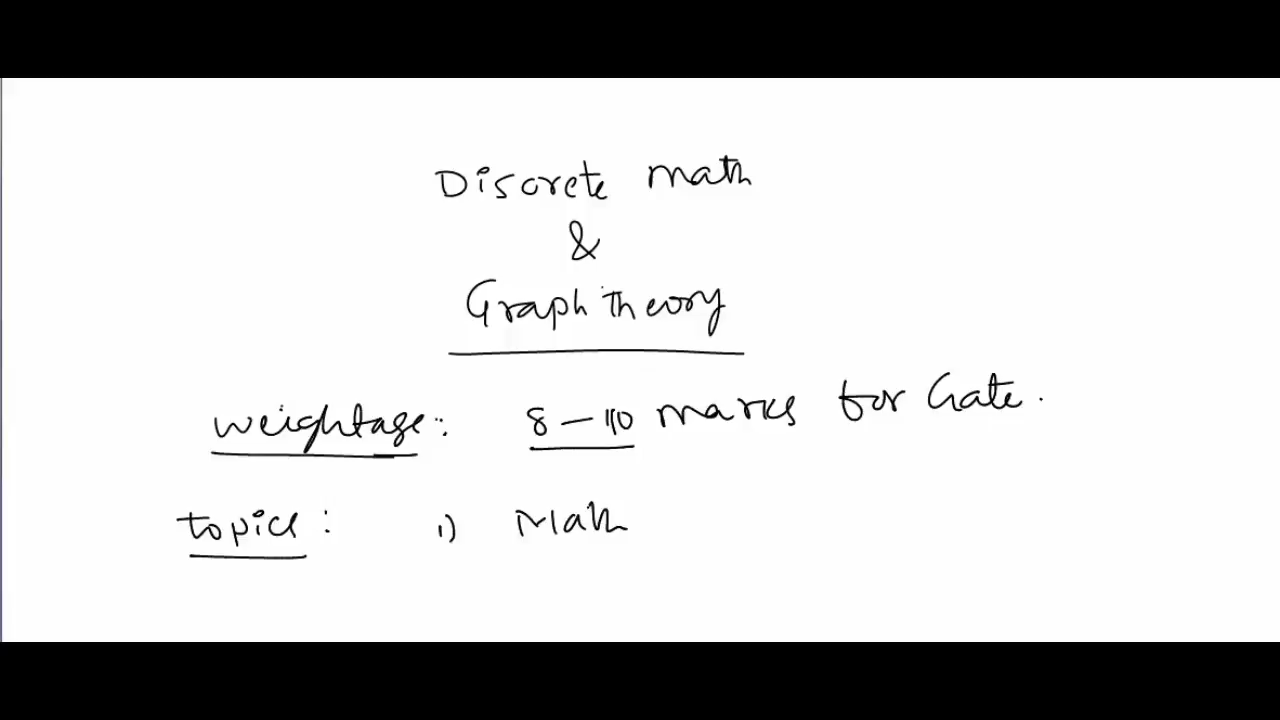 Discrete math
&
Graph Theory
weightage: 8 - 10 marks for Gate.
topics: 1) Math